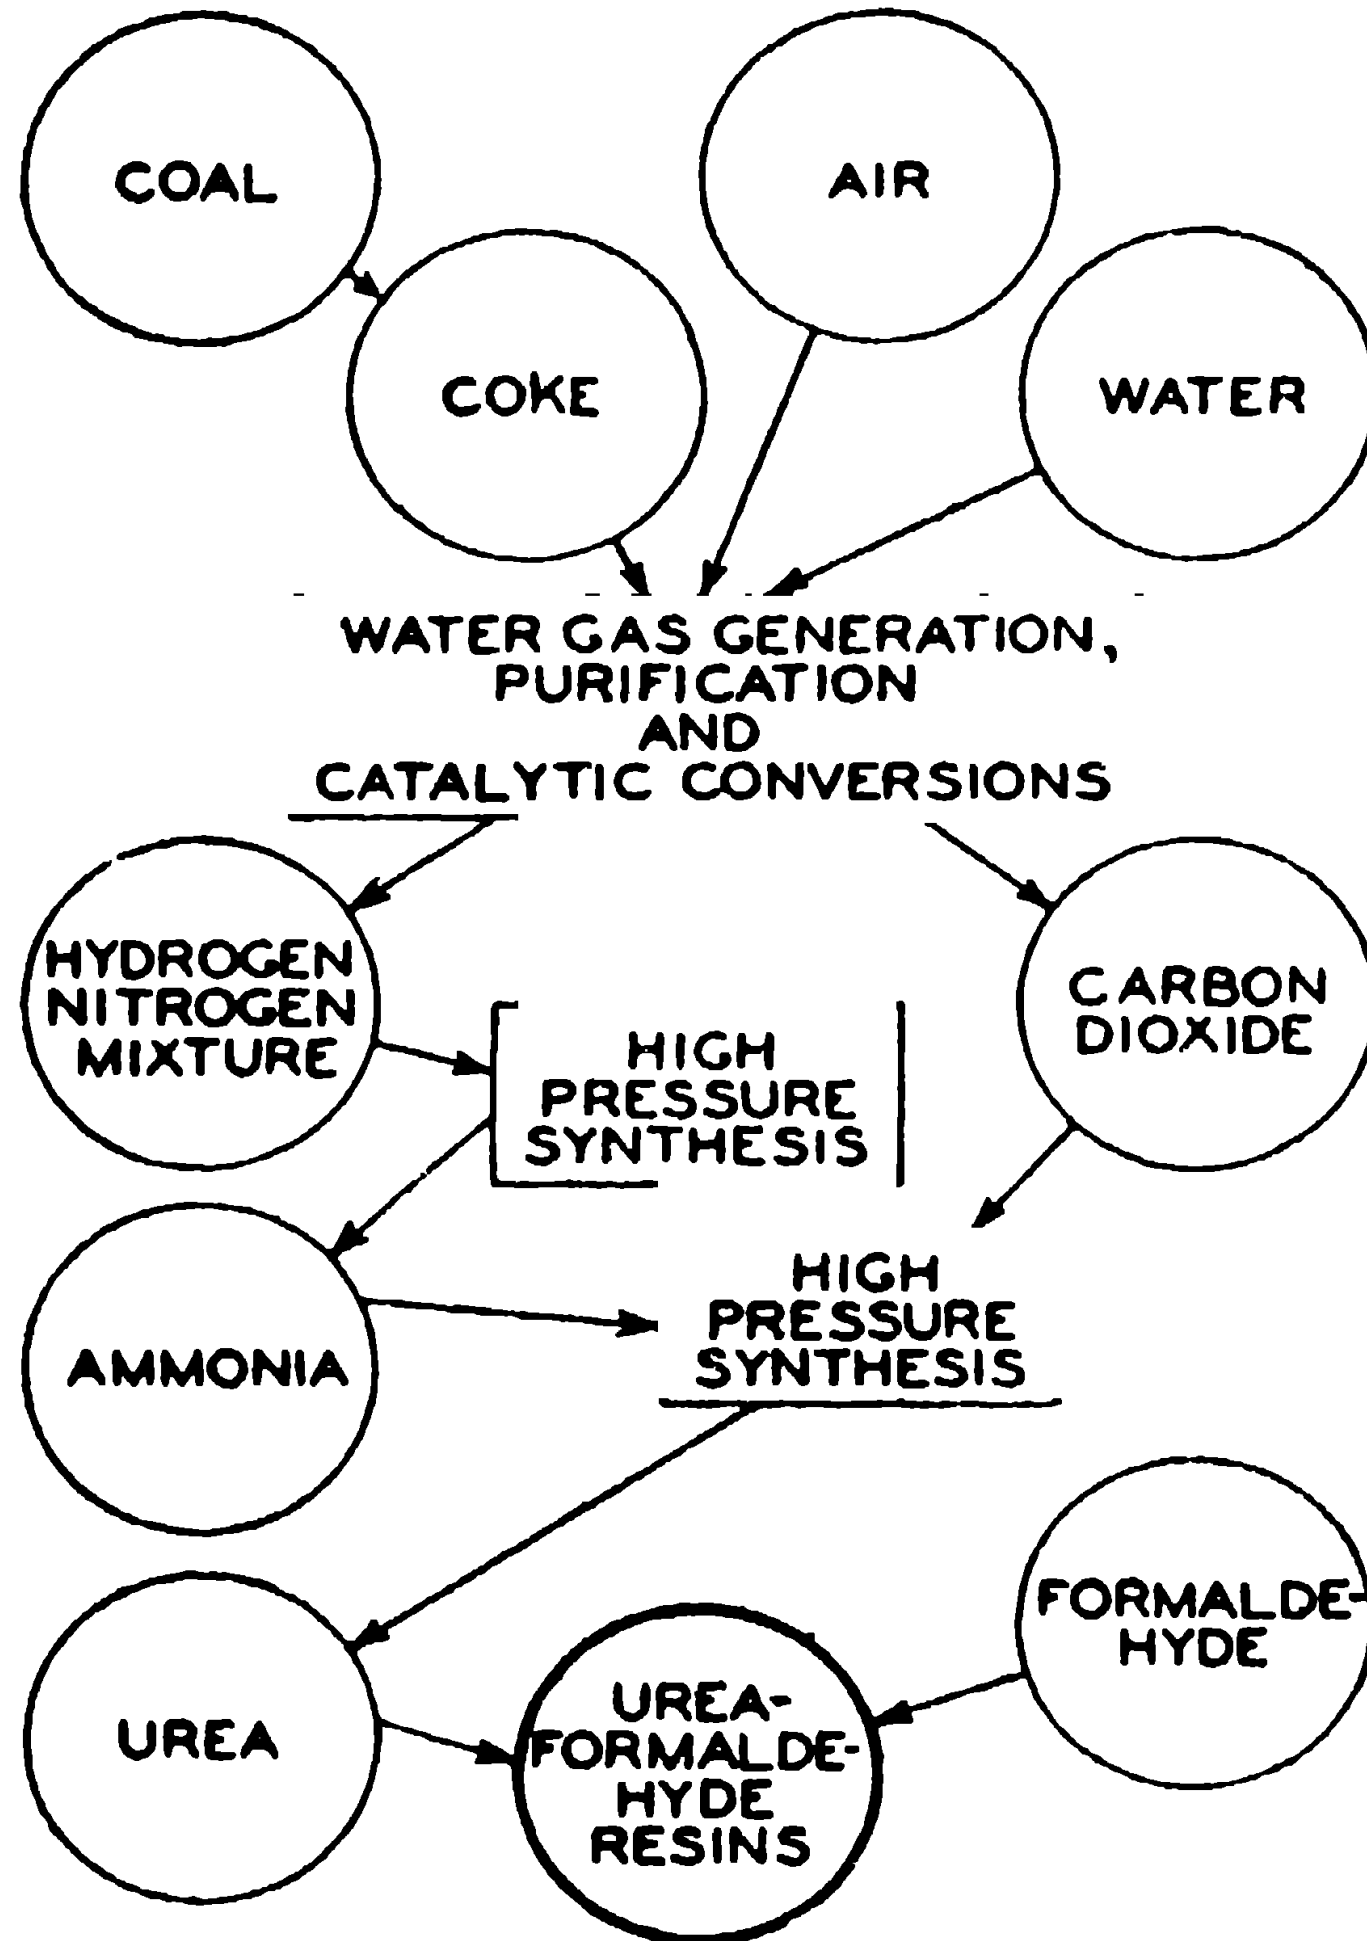 COAL
AIR
COKE
WATER
WATER GAS GENERATION,
PURIFICATION
AND
CATALYTIC CONVERSIONS
HYDROGEN
NITROGEN
MIXTURE
CARBON
DIOXIDE
HIGH
PRESSURE
SYNTHESIS
HIGH
PRESSURE
SYNTHESIS
AMMONIA
FORMALDE-
HYDE
UREA
UREA-
FORMALDE-
HYDE
RESINS